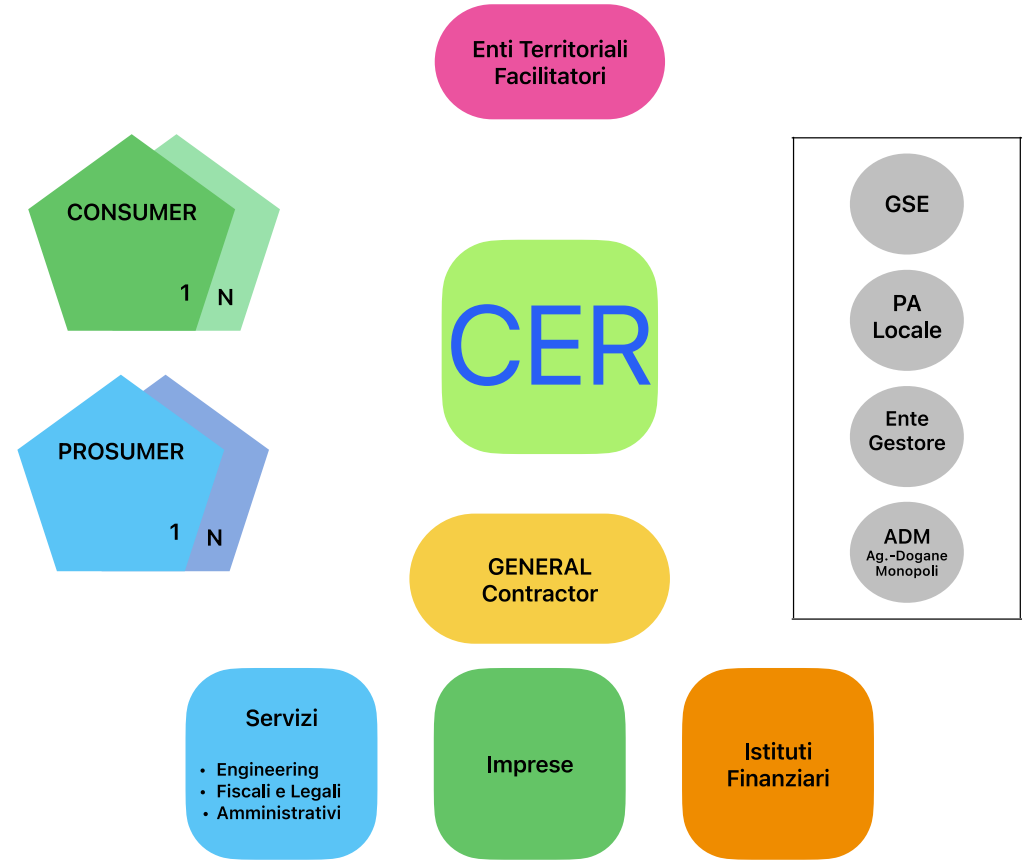 Enti Territoriali
Facilitatori
CONSUMER
1
N
PROSUMER
1
N
CER
GSE
PA
Locale
Ente
Gestore
ADM
Ag.-Dogane
Monopoli
GENERAL
Contractor
Servizi
• Engineering
• Fiscali e Legali
• Amministrativi
Imprese
Istituti
Finanziari